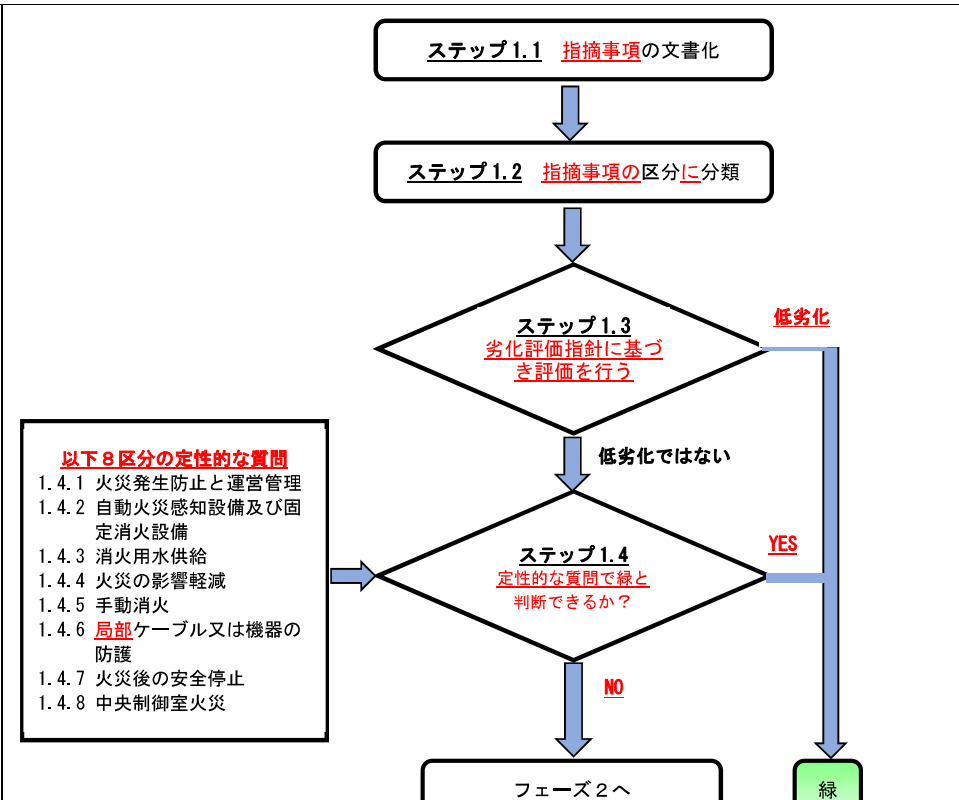 ステップ1.1 指摘事項の文書化
ステップ1.2 指摘事項の区分に分類
ステップ1.3
劣化評価指針に基づ
き評価を行う
低劣化
低劣化ではない
以下８区分の定性的な質問
1.4.1 火災発生防止と運営管理
1.4.2 自動火災感知設備及び固
定消火設備
1.4.3 消火用水供給
1.4.4 火災の影響軽減
1.4.5 手動消火
1.4.6 局部ケーブル又は機器の
防護
1.4.7 火災後の安全停止
1.4.8 中央制御室火災
ステップ1.4
定性的な質問で緑と
判断できるか？
YES
NO
フェーズ２へ
緑